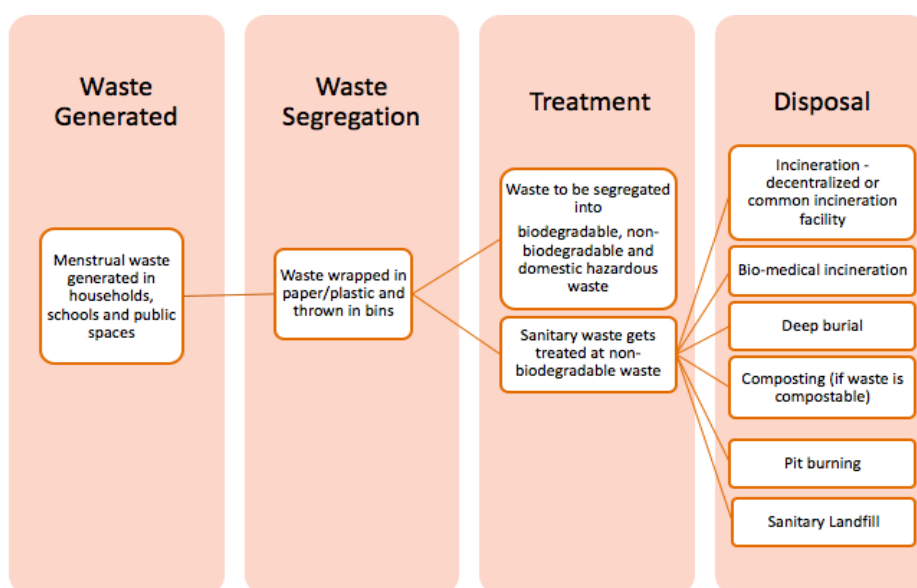 Waste
Generated
Menstrual waste
generated in
households,
schools and public
spaces
Waste
Segregation
Waste wrapped in
paper/plastic and
thrown in bins
Treatment
Waste to be segregated
into
biodegradable, non-
biodegradable and
domestic hazardous
waste
Sanitary waste gets
treated at non-
biodegradable waste
Disposal
Incineration -
decentralized or
common incineration
facility
Bio-medical incineration
Deep burial
Composting (if waste is
compostable)
Pit burning
Sanitary Landfill